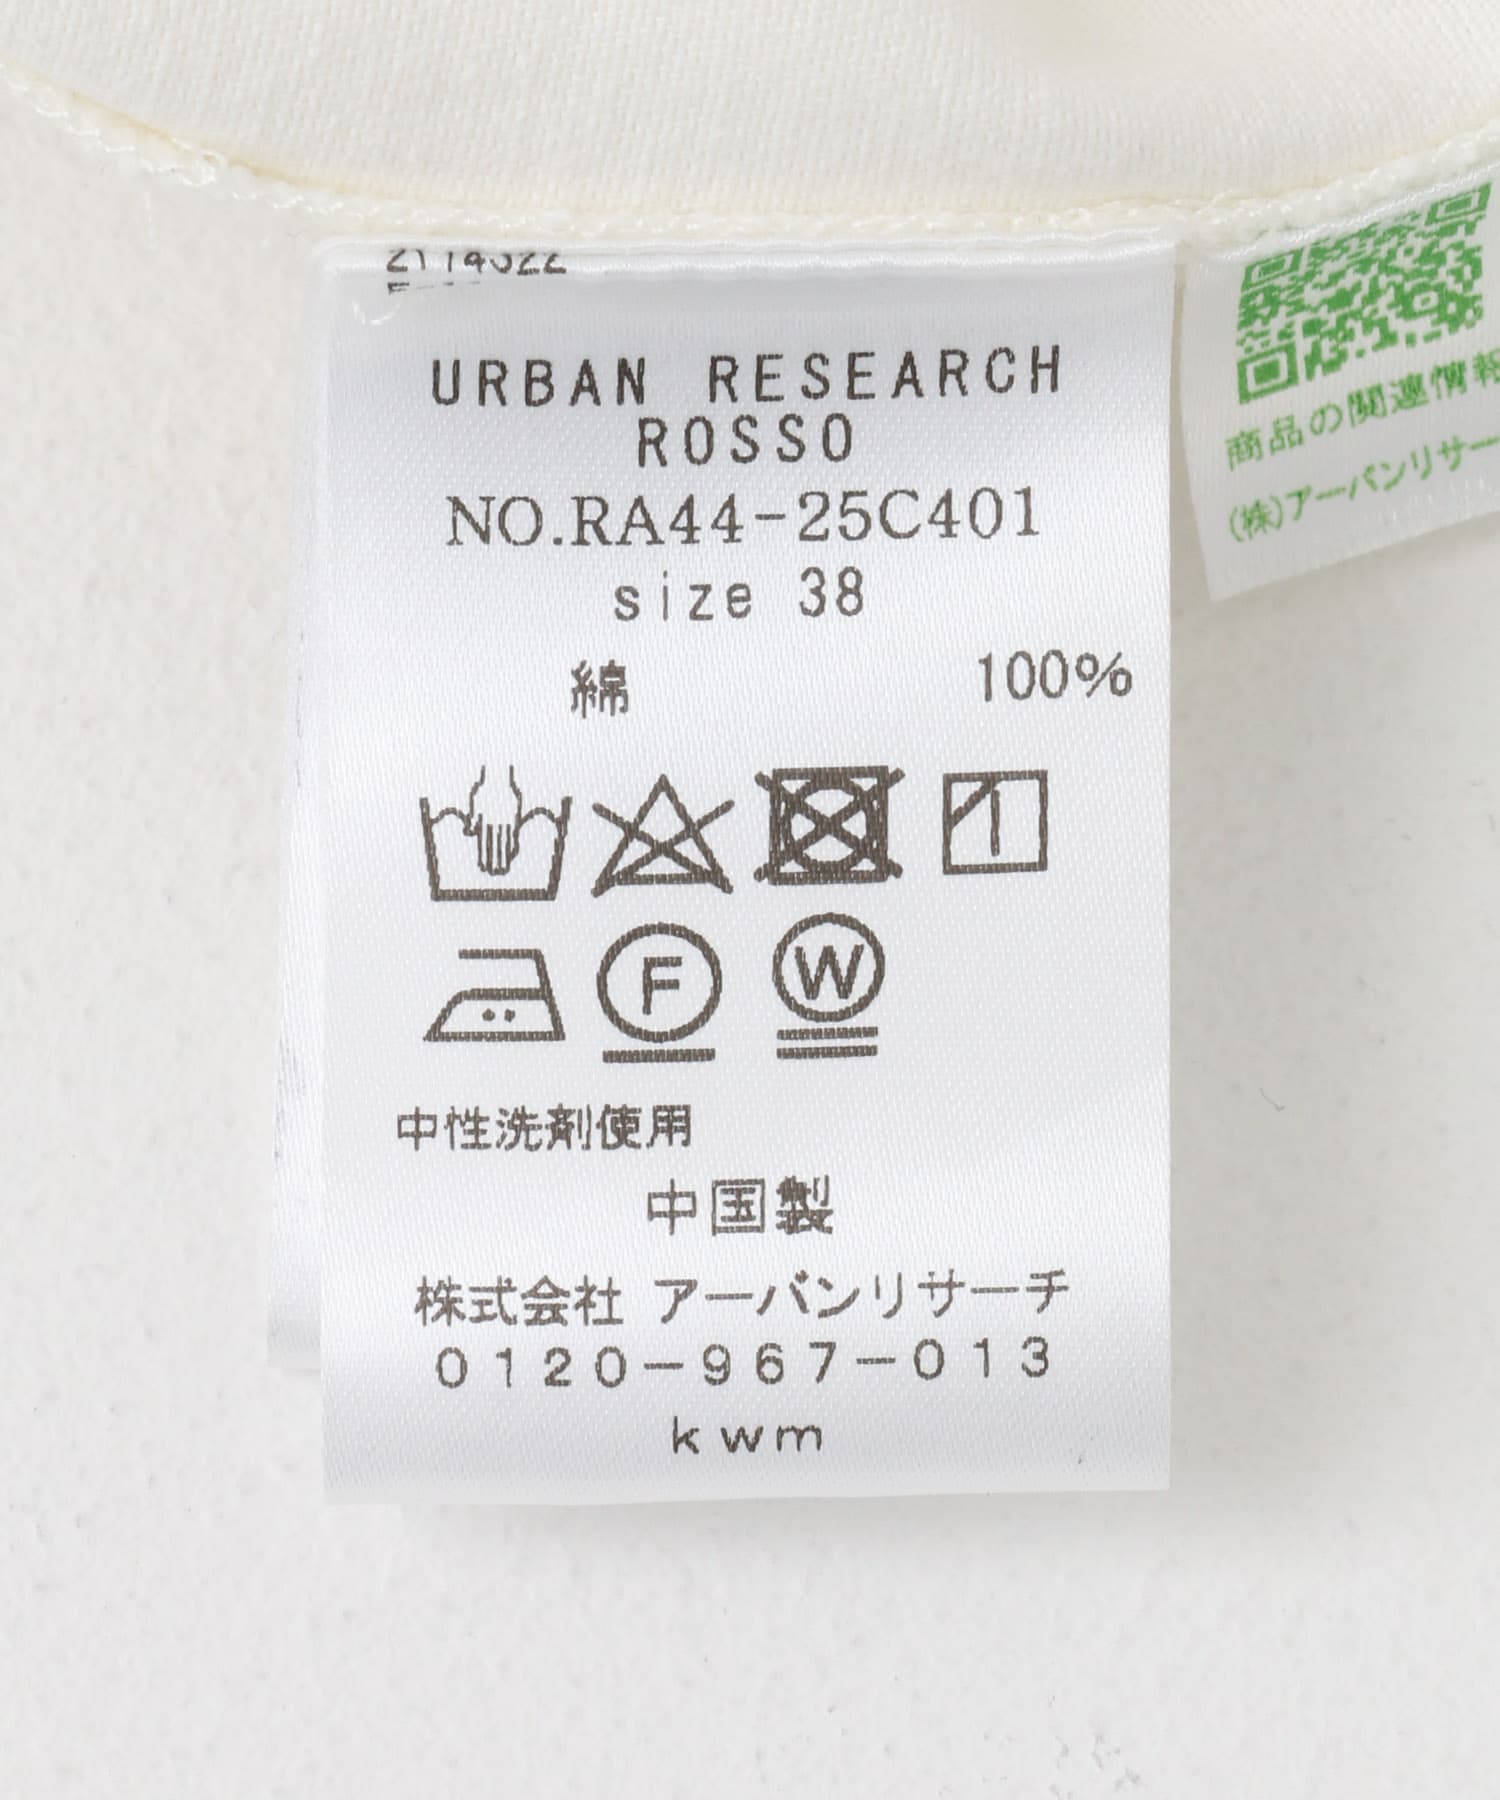 URBAN RESEARCH
ROSSO
NO.RA44-25C401
size 38
綿 100%
F W
中性洗剤使用
中国製
株式会社 アーバンリサーチ
0120-967-013
kwm
商品の関連情報
(株)アーバンリサー